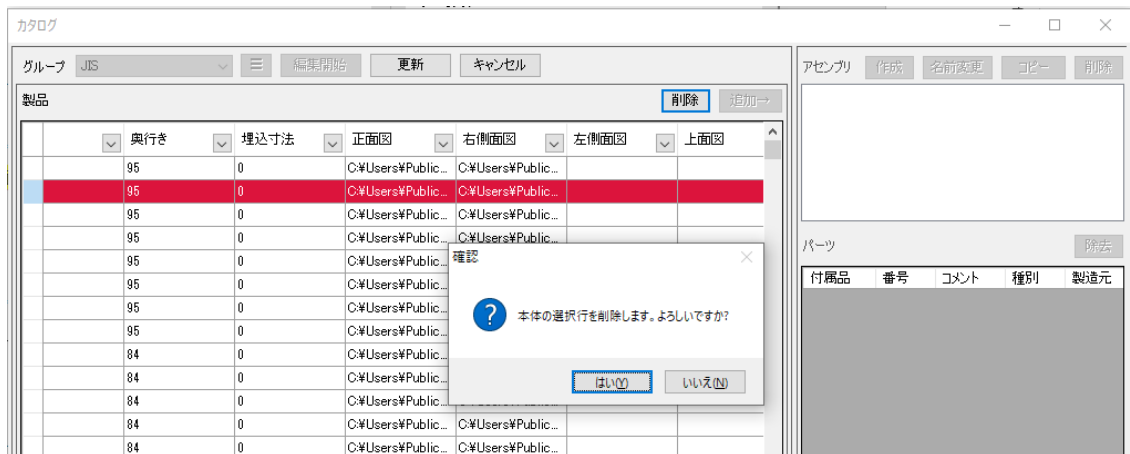 カタログ
グループ JIS 編集開始 更新 キャンセル
アセンブリ 作成 名前変更 コピー 削除
製品 削除 追加→
奥行き 埋込寸法 正面図 右側面図 左側面図 上面図
95 0 C:¥Users¥Public... C:¥Users¥Public...
95 0 C:¥Users¥Public... C:¥Users¥Public...
95 0 C:¥Users¥Public... C:¥Users¥Public...
95 0 C:¥Users¥Public... C:¥Users¥Public...
95 0 C:¥Users¥Public...
95 0 C:¥Users¥Public...
95 0 C:¥Users¥Public...
95 0 C:¥Users¥Public...
84 0 C:¥Users¥Public...
84 0 C:¥Users¥Public...
84 0 C:¥Users¥Public...
84 0 C:¥Users¥Public... C:¥Users¥Public...
84 0 C:¥Users¥Public... C:¥Users¥Public...
確認
本体の選択行を削除します。よろしいですか?
はい(Y) いいえ(N)
パーツ 除去
付属品 番号 コメント 種別 製造元